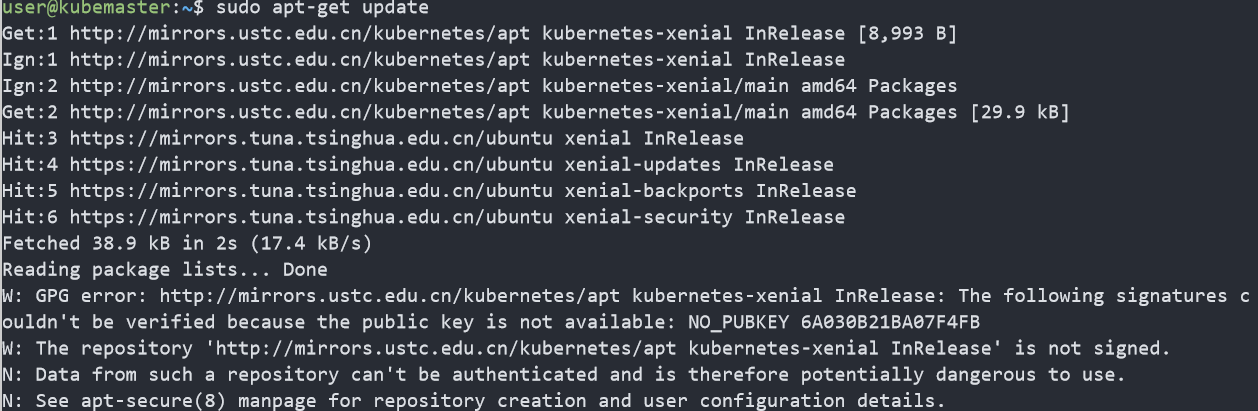 user@kubemaster:~$ sudo apt-get update
Get:1 http://mirrors.ustc.edu.cn/kubernetes/apt kubernetes-xenial InRelease [8,993 B]
Ign:1 http://mirrors.ustc.edu.cn/kubernetes/apt kubernetes-xenial InRelease
Ign:2 http://mirrors.ustc.edu.cn/kubernetes/apt kubernetes-xenial/main amd64 Packages
Get:2 http://mirrors.ustc.edu.cn/kubernetes/apt kubernetes-xenial/main amd64 Packages [29.9 kB]
Hit:3 https://mirrors.tuna.tsinghua.edu.cn/ubuntu xenial InRelease
Hit:4 https://mirrors.tuna.tsinghua.edu.cn/ubuntu xenial-updates InRelease
Hit:5 https://mirrors.tuna.tsinghua.edu.cn/ubuntu xenial-backports InRelease
Hit:6 https://mirrors.tuna.tsinghua.edu.cn/ubuntu xenial-security InRelease
Fetched 38.9 kB in 2s (17.4 kB/s)
Reading package lists... Done
W: GPG error: http://mirrors.ustc.edu.cn/kubernetes/apt kubernetes-xenial InRelease: The following signatures c
ouldn't be verified because the public key is not available: NO_PUBKEY 6A030B21BA07F4FB
W: The repository 'http://mirrors.ustc.edu.cn/kubernetes/apt kubernetes-xenial InRelease' is not signed.
N: Data from such a repository can't be authenticated and is therefore potentially dangerous to use.
N: See apt-secure(8) manpage for repository creation and user configuration details.